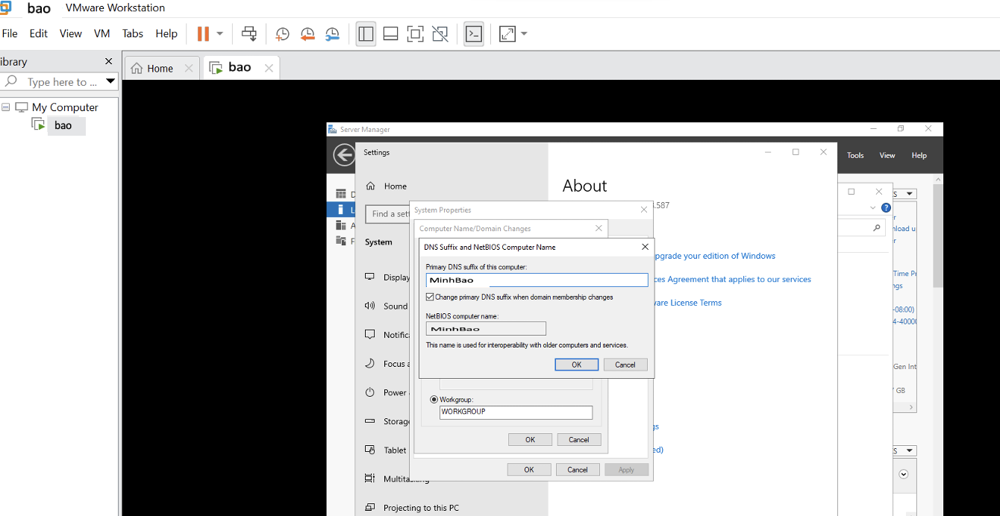 bao VMware Workstation
File Edit View VM Tabs Help
ibrary
Type here to ...
Home
bao
My Computer
bao
Server Manager
Tools View Help
Settings
Home
Find a set
System
Display
Sound
Notifica
Focus a
Power
Storag
Tablet
Multitasking
Projecting to this PC
About
.587
pgrade your edition of Windows
ces Agreement that applies to our services
ware License Terms
System Properties
Computer Name/Domain Changes
DNS Suffix and NetBIOS Computer Name
Primary DNS suffix of this computer:
MinhBao
Change primary DNS suffix when domain membership changes
NetBIOS computer name:
MinhBao
This name is used for interoperability with older computers and services.
OK Cancel
Workgroup:
WORKGROUP
OK Cancel
OK Cancel Apply
gs
ed)
S
r
nload u
r
Time Pr
ngs
-08:00)
4-4000
Gen Int
GB
S